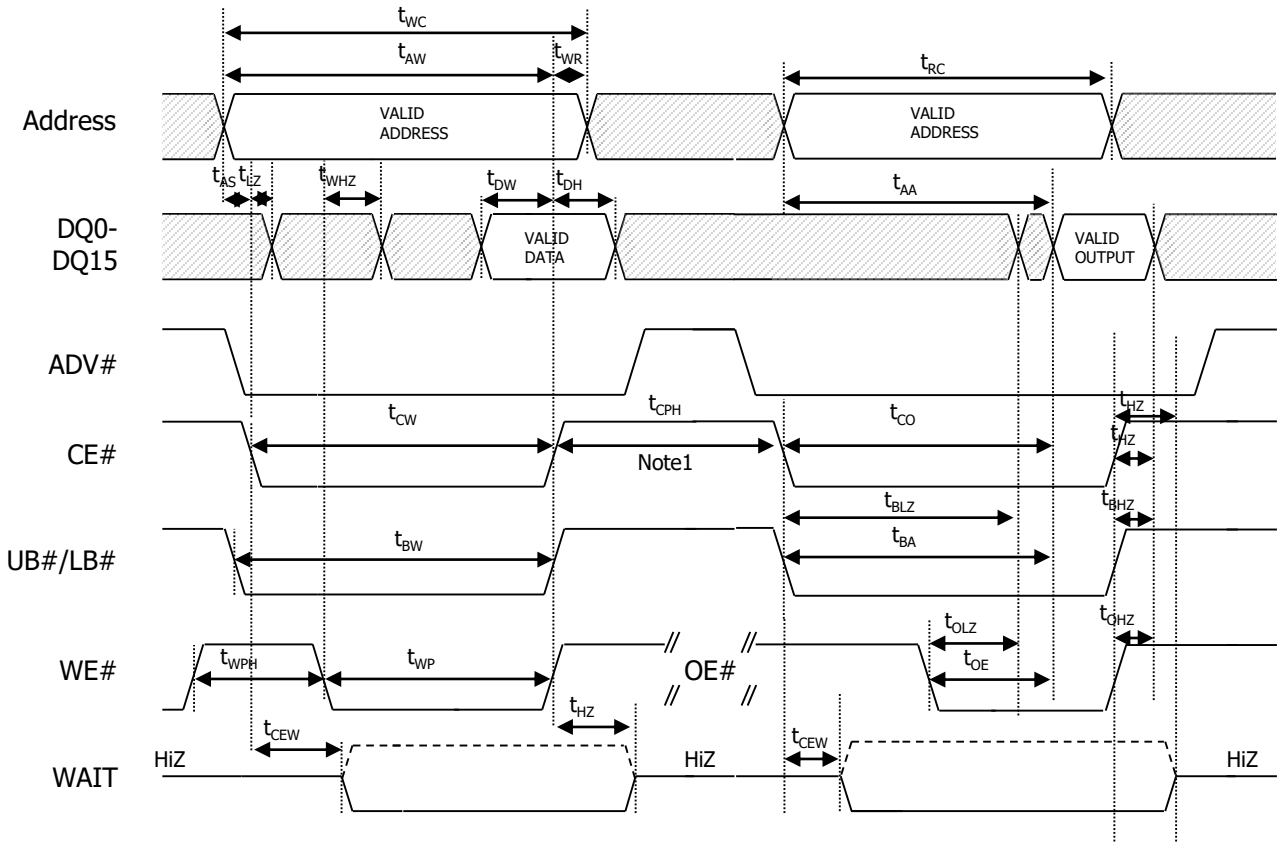 tWC
tAW
tWR
tRC
Address
VALID
ADDRESS
VALID
ADDRESS
tAS
tLZ
tWHZ
tDW
tDH
tAA
DQ0-
DQ15
VALID
DATA
VALID
OUTPUT
ADV#
tCW
tCPH
tCO
tHZ
CE#
Note1
tHZ
tBLZ
tBHZ
UB#/LB#
tBW
tBA
tOLZ
tOHZ
WE#
tWPH
tWP
//
//
OE#
tOE
//
//
tCEW
tHZ
tCEW
WAIT
HiZ
HiZ
HiZ